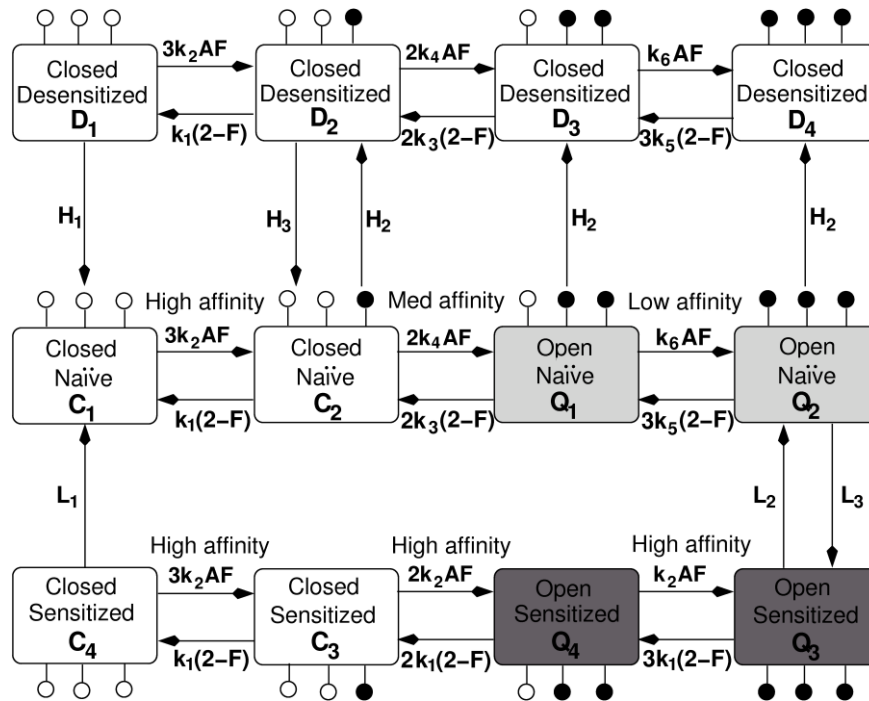 3k₂AF 2k₄AF k₆AF
Closed Desensitized D₁
Closed Desensitized D₂
Closed Desensitized D₃
Closed Desensitized D₄
k₁(2−F) 2k₃(2−F) 3k₅(2−F)
H₁ H₃ H₂ H₂ H₂
High affinity Med affinity Low affinity
3k₂AF 2k₄AF k₆AF
Closed Naïve C₁
Closed Naïve C₂
Open Naïve Q₁
Open Naïve Q₂
k₁(2−F) 2k₃(2−F) 3k₅(2−F)
L₁ L₂ L₃
High affinity High affinity High affinity
3k₂AF 2k₂AF k₂AF
Closed Sensitized C₄
Closed Sensitized C₃
Open Sensitized Q₄
Open Sensitized Q₃
k₁(2−F) 2k₁(2−F) 3k₁(2−F)